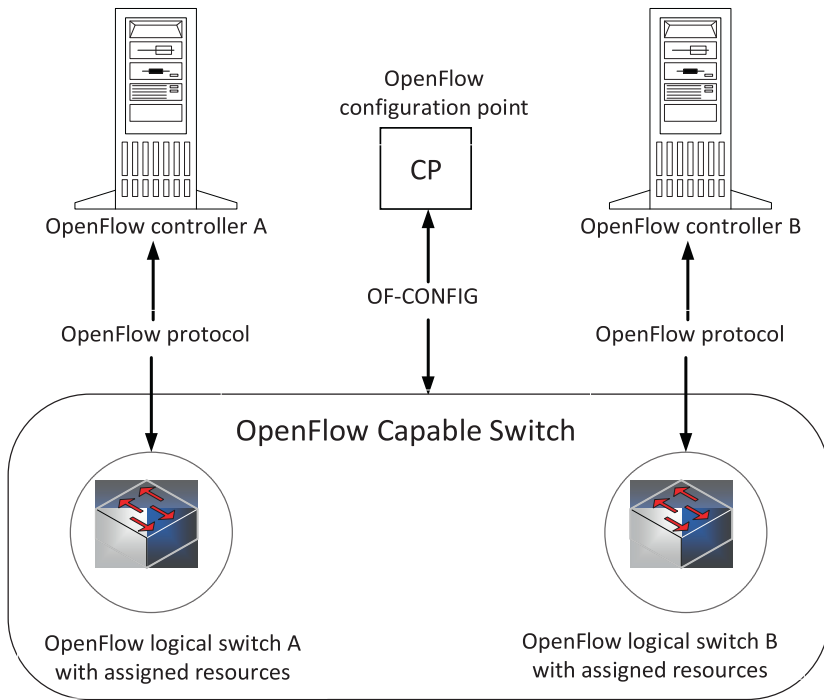 OpenFlow
configuration point
CP
OpenFlow controller A
OpenFlow controller B
OF-CONFIG
OpenFlow protocol
OpenFlow protocol
OpenFlow Capable Switch
OpenFlow logical switch A
with assigned resources
OpenFlow logical switch B
with assigned resources